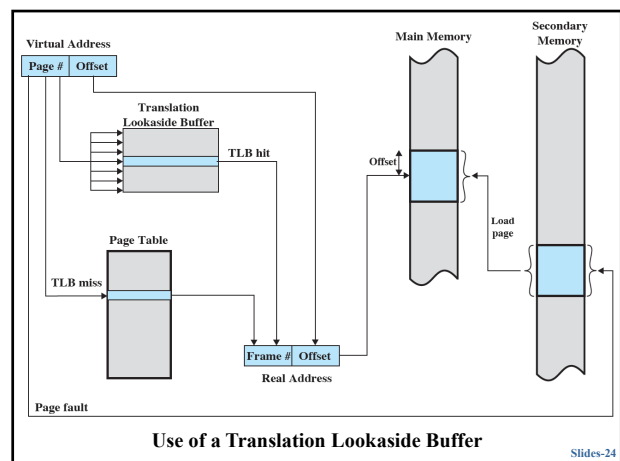 Virtual Address
Main Memory
Secondary
Memory
Page #
Offset
Translation
Lookaside Buffer
TLB hit
Offset
Load
page
Page Table
TLB miss
Frame #
Offset
Real Address
Page fault
Use of a Translation Lookaside Buffer
Slides-24